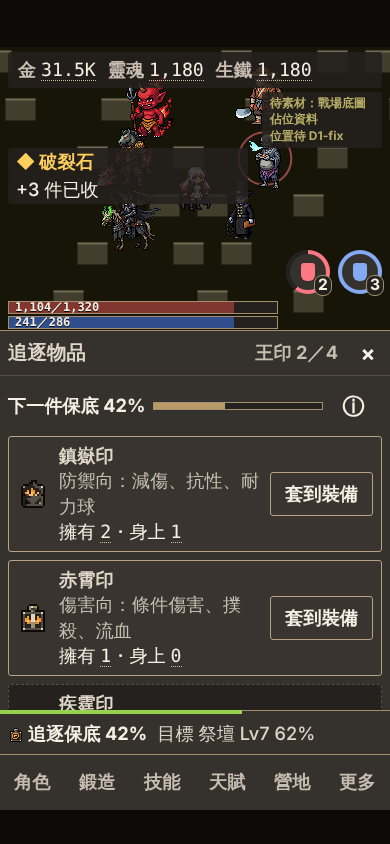 金 31.5K 靈魂 1,180 生鐵 1,180
待素材：戰場底圖
佔位資料
位置待 D1-fix
◆ 破裂石
+3 件已收
2
3
1,104／1,320
241／286
追逐物品 王印 2／4 ×
下一件保底 42% ⓘ
鎮嶽印
防禦向：減傷、抗性、耐
力球
擁有 2・身上 1
套到裝備
赤霄印
傷害向：條件傷害、撲
殺、流血
擁有 1・身上 0
套到裝備
疾霆印
追逐保底 42% 目標 祭壇 Lv7 62%
角色 鍛造 技能 天賦 營地 更多